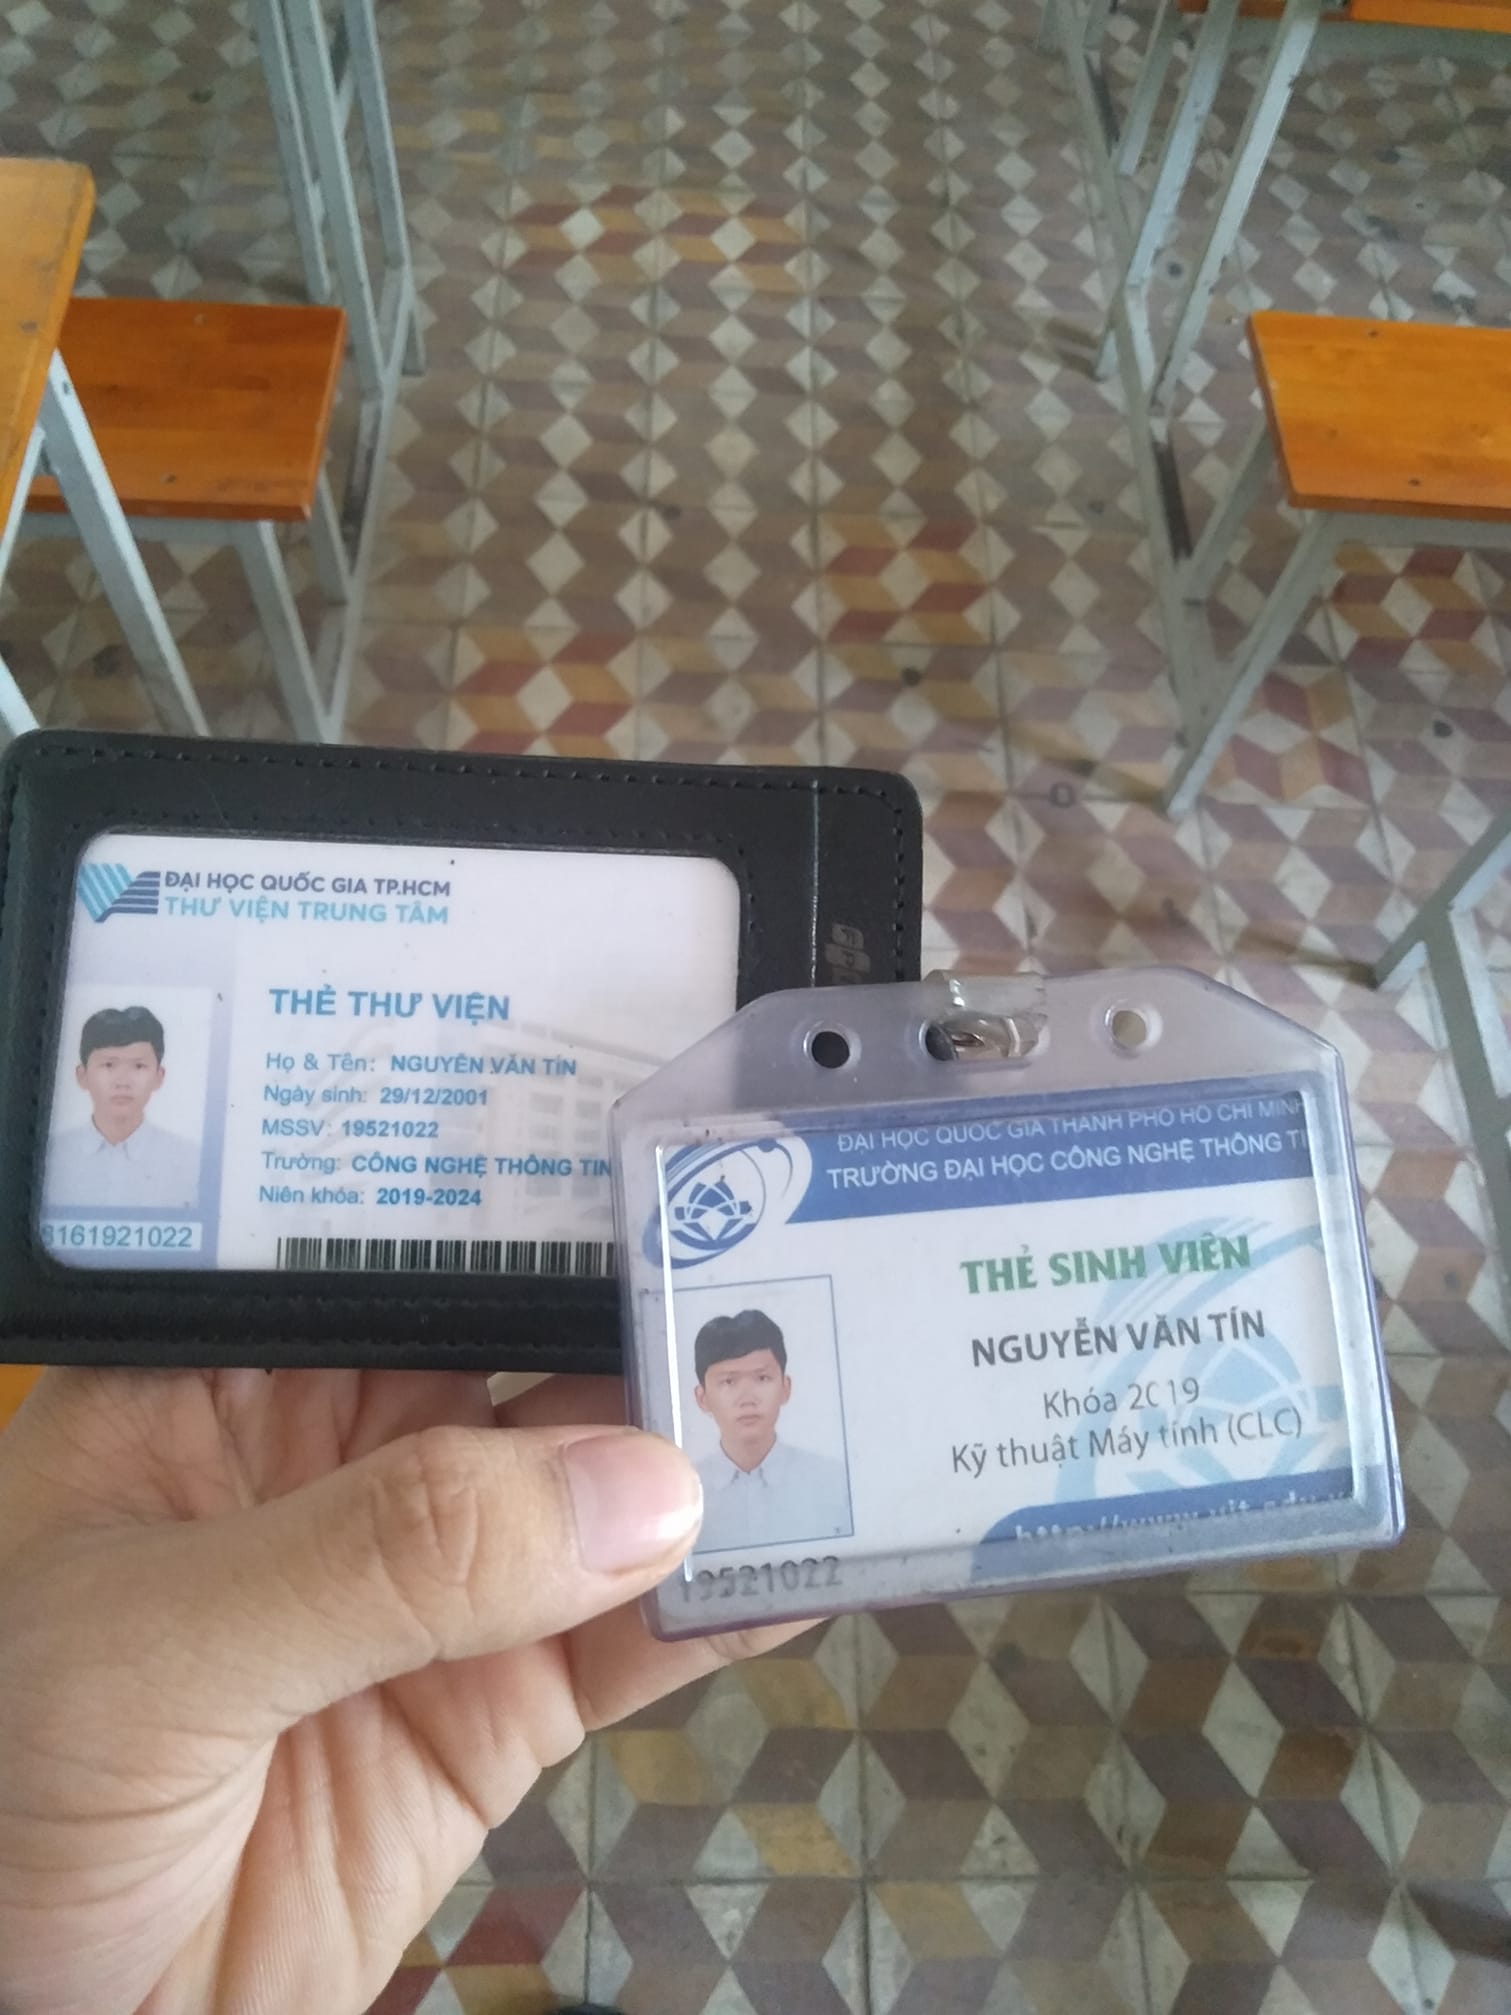 ĐẠI HỌC QUỐC GIA TP.HCM
THƯ VIỆN TRUNG TÂM
THẺ THƯ VIỆN
Họ & Tên: NGUYỄN VĂN TÍN
Ngày sinh: 29/12/2001
MSSV: 19521022
Trường: CÔNG NGHỆ THÔNG TIN
Niên khóa: 2019-2024
8161921022
ĐẠI HỌC QUỐC GIA THÀNH PHỐ HỒ CHÍ MINH
TRƯỜNG ĐẠI HỌC CÔNG NGHỆ THÔNG TI
THẺ SINH VIÊN
NGUYỄN VĂN TÍN
Khóa 2019
Kỹ thuật Máy tính (CLC)
19521022